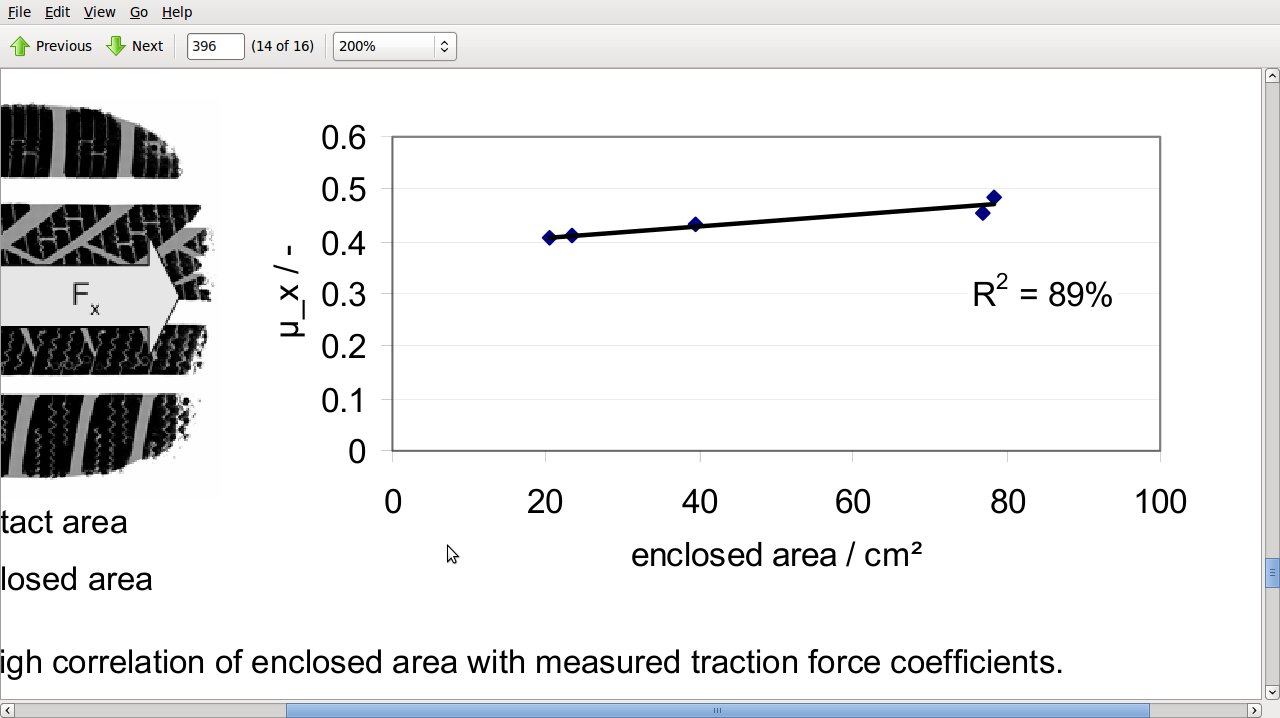 File Edit View Go Help
Previous Next 396 (14 of 16) 200%
F_x
0.6
0.5
0.4
0.3
0.2
0.1
0
µ_x / -
R² = 89%
0 20 40 60 80 100
enclosed area / cm²
tact area
losed area
igh correlation of enclosed area with measured traction force coefficients.